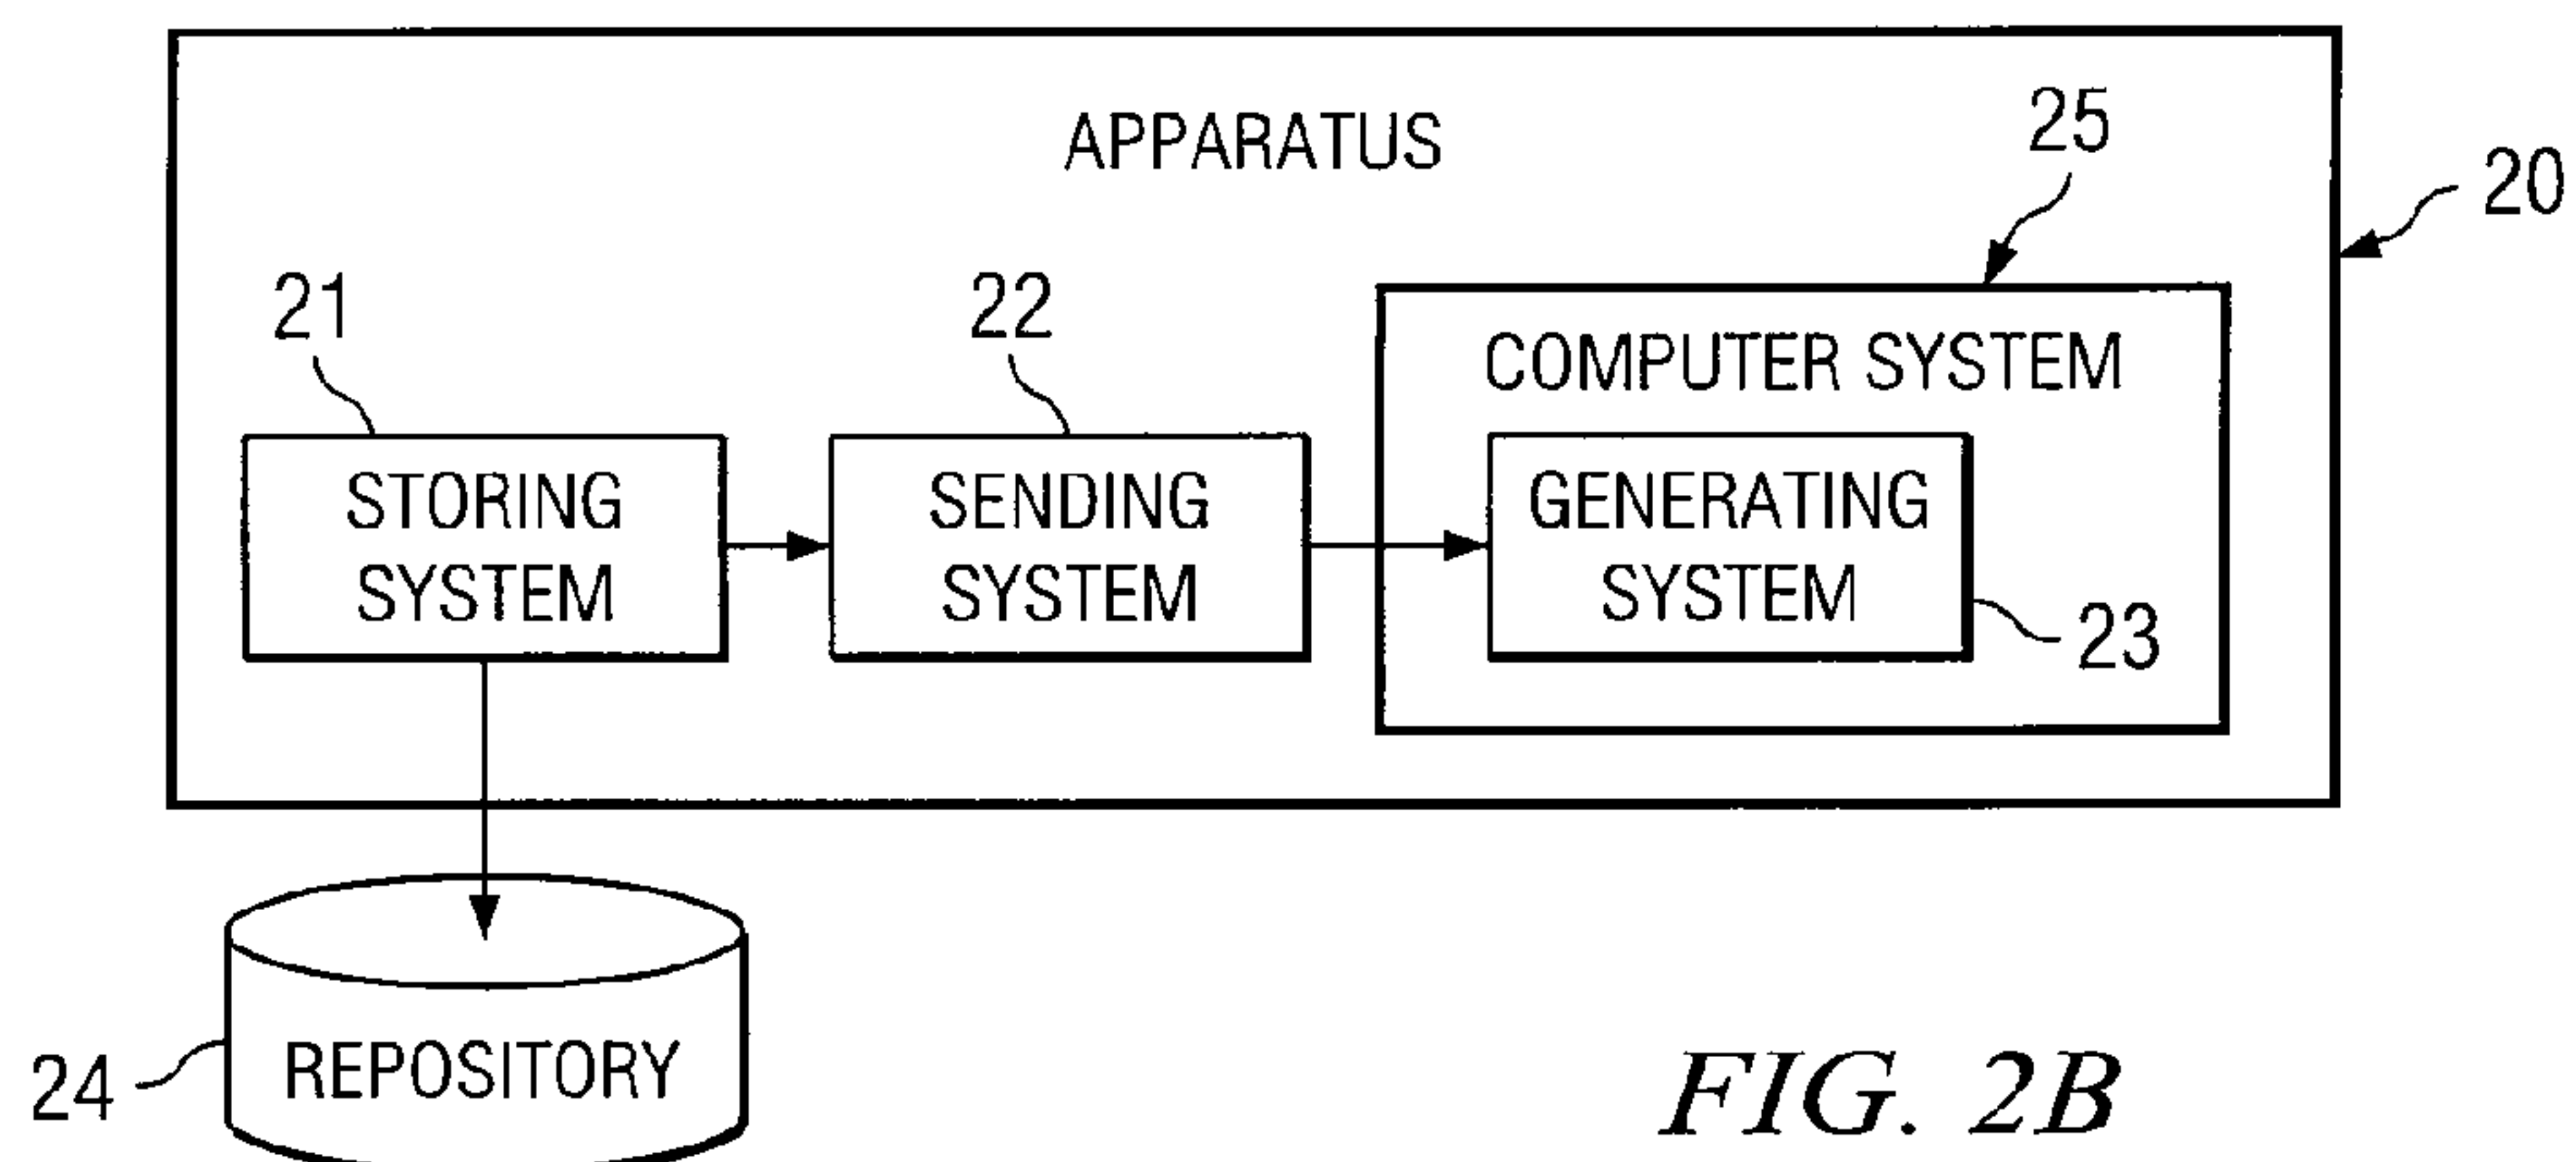 APPARATUS
25
20
21
22
COMPUTER SYSTEM
STORING
SYSTEM
SENDING
SYSTEM
GENERATING
SYSTEM
23
24
REPOSITORY
FIG. 2B